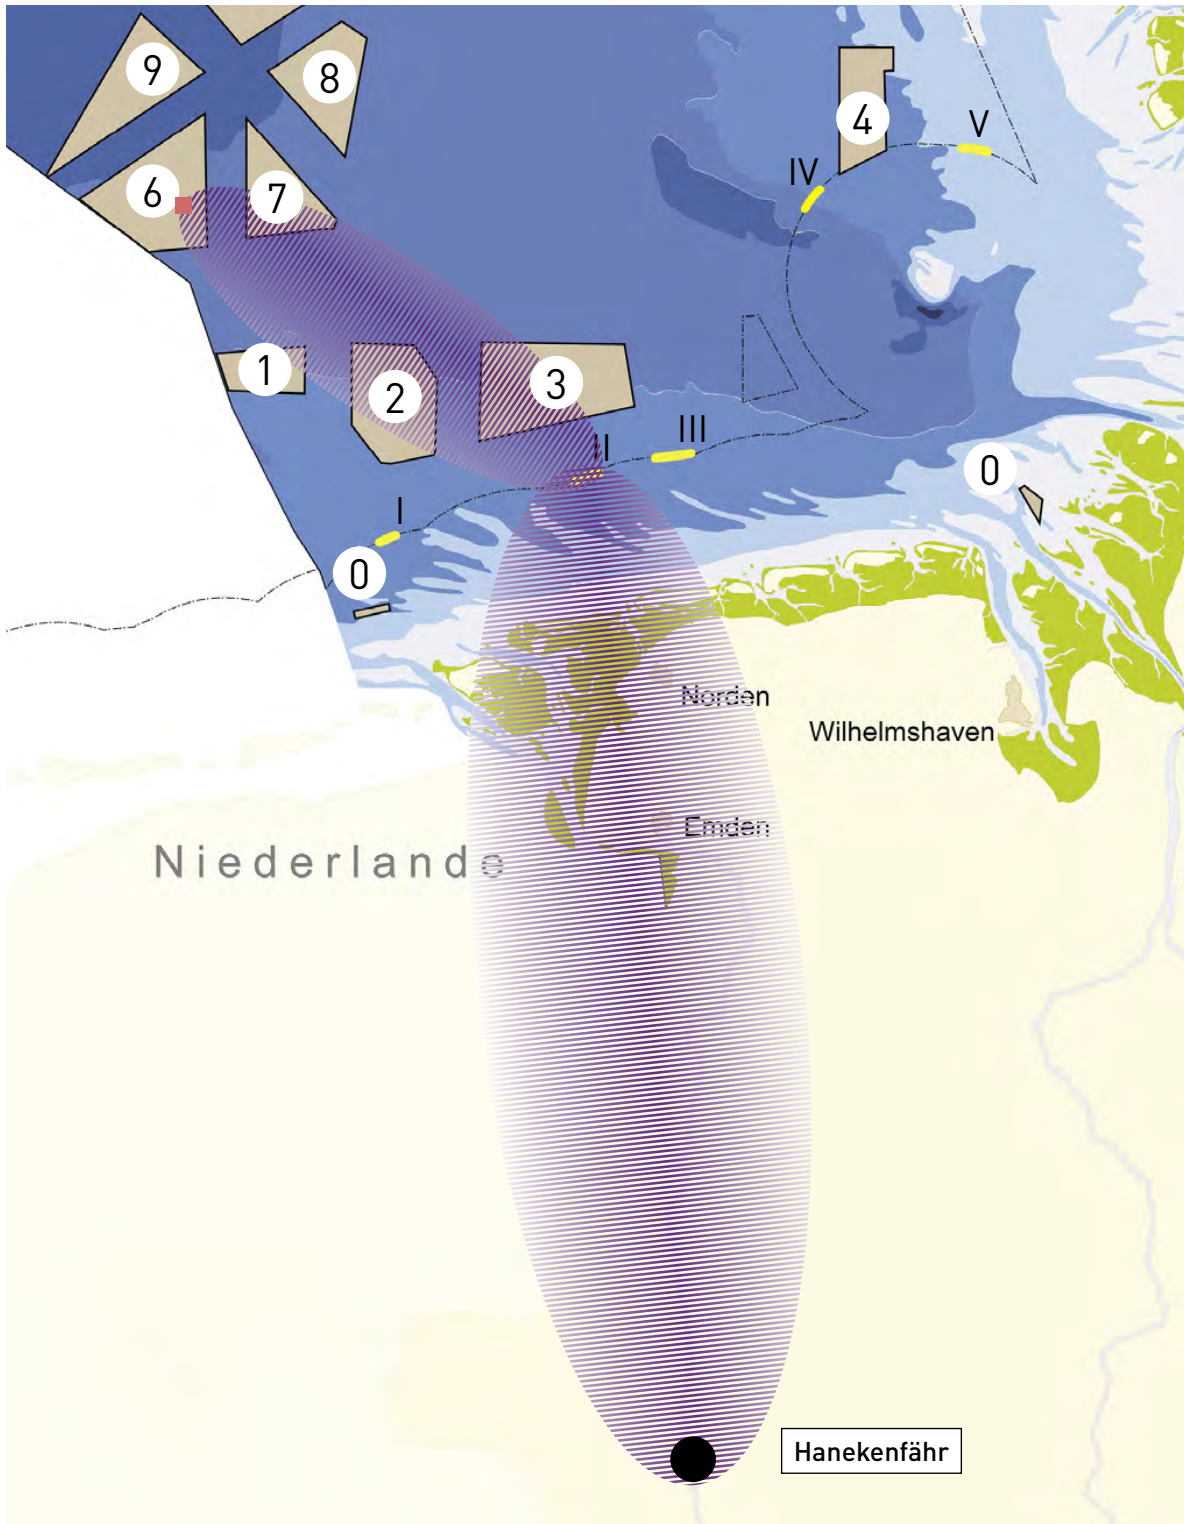 9
8
4
V
6
7
IV
1
2
3
III
II
0
I
0
Norden
Wilhelmshaven
Emden
Niederlande
Hanekenfähr